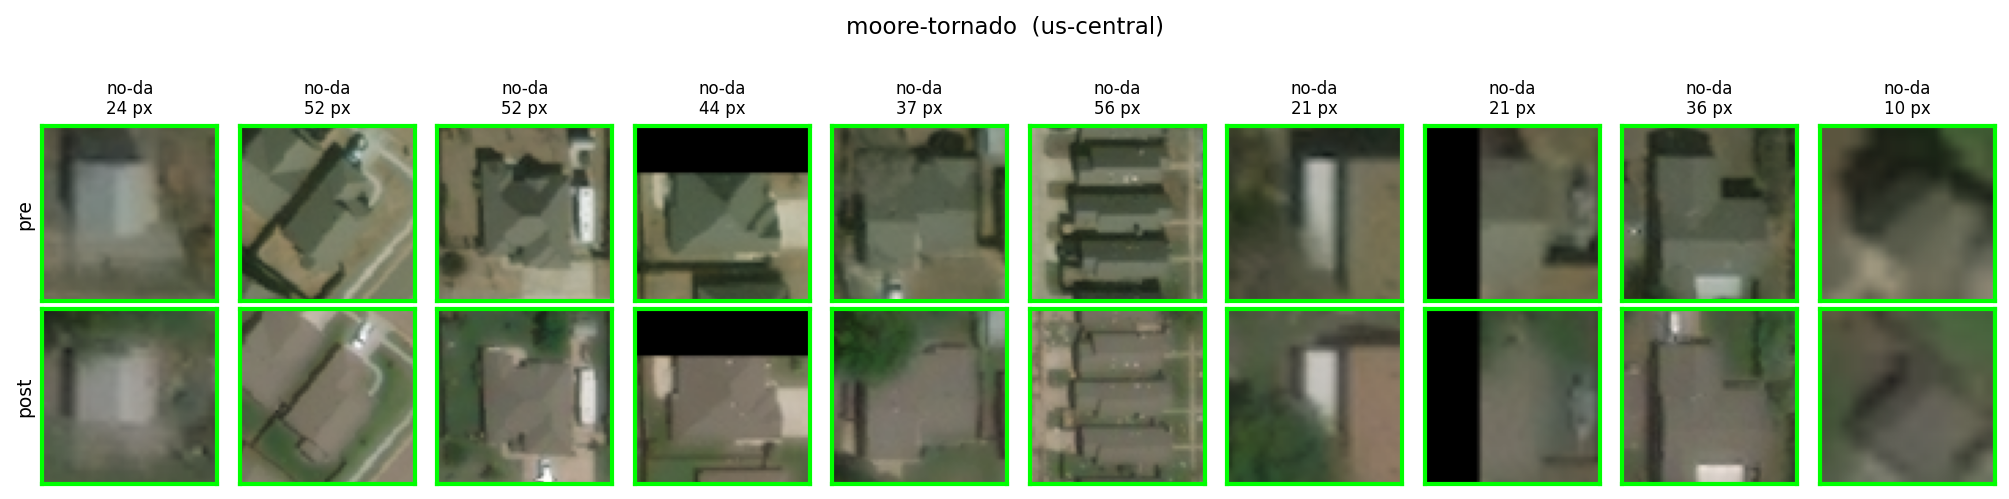 moore-tornado (us-central)
no-da no-da no-da no-da no-da no-da no-da no-da no-da no-da
24 px 52 px 52 px 44 px 37 px 56 px 21 px 21 px 36 px 10 px
pre
post